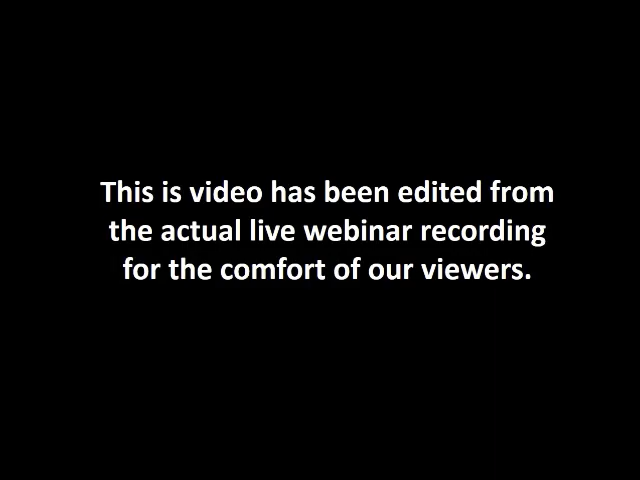 This is video has been edited from
the actual live webinar recording
for the comfort of our viewers.